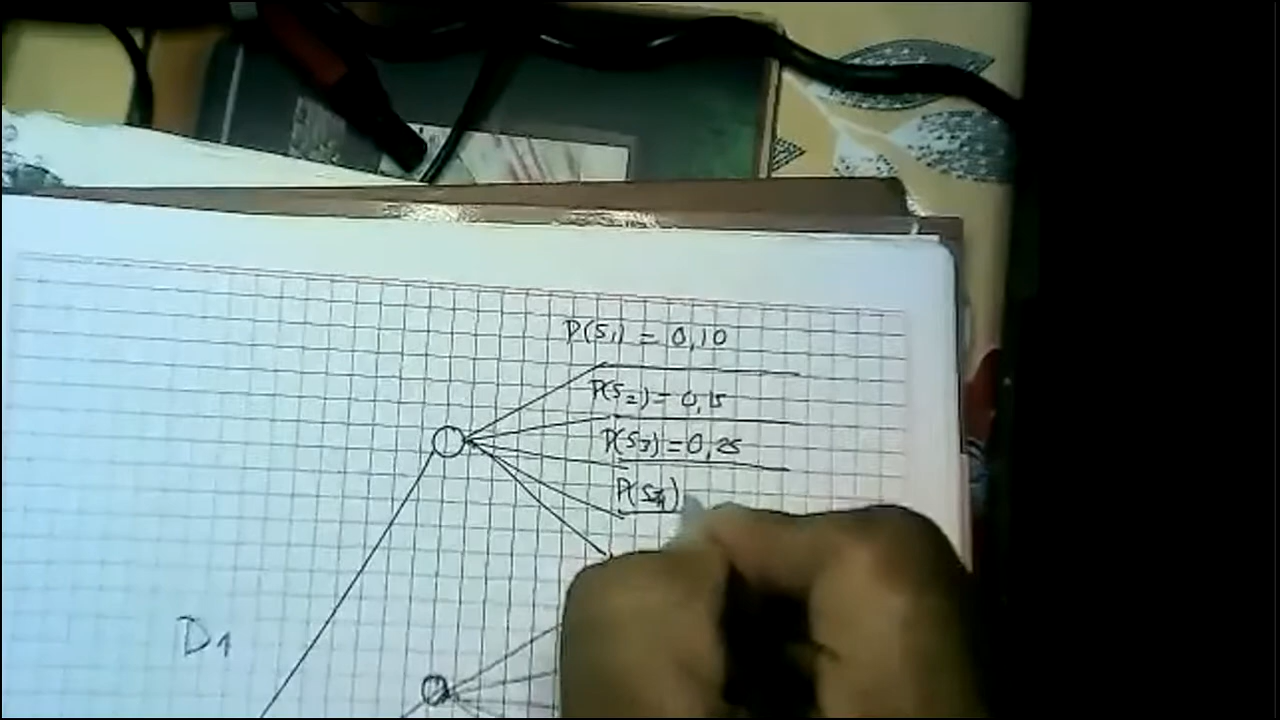 P(S1) = 0,10
P(S2) = 0,15
P(S3) = 0,25
P(S4)
D1